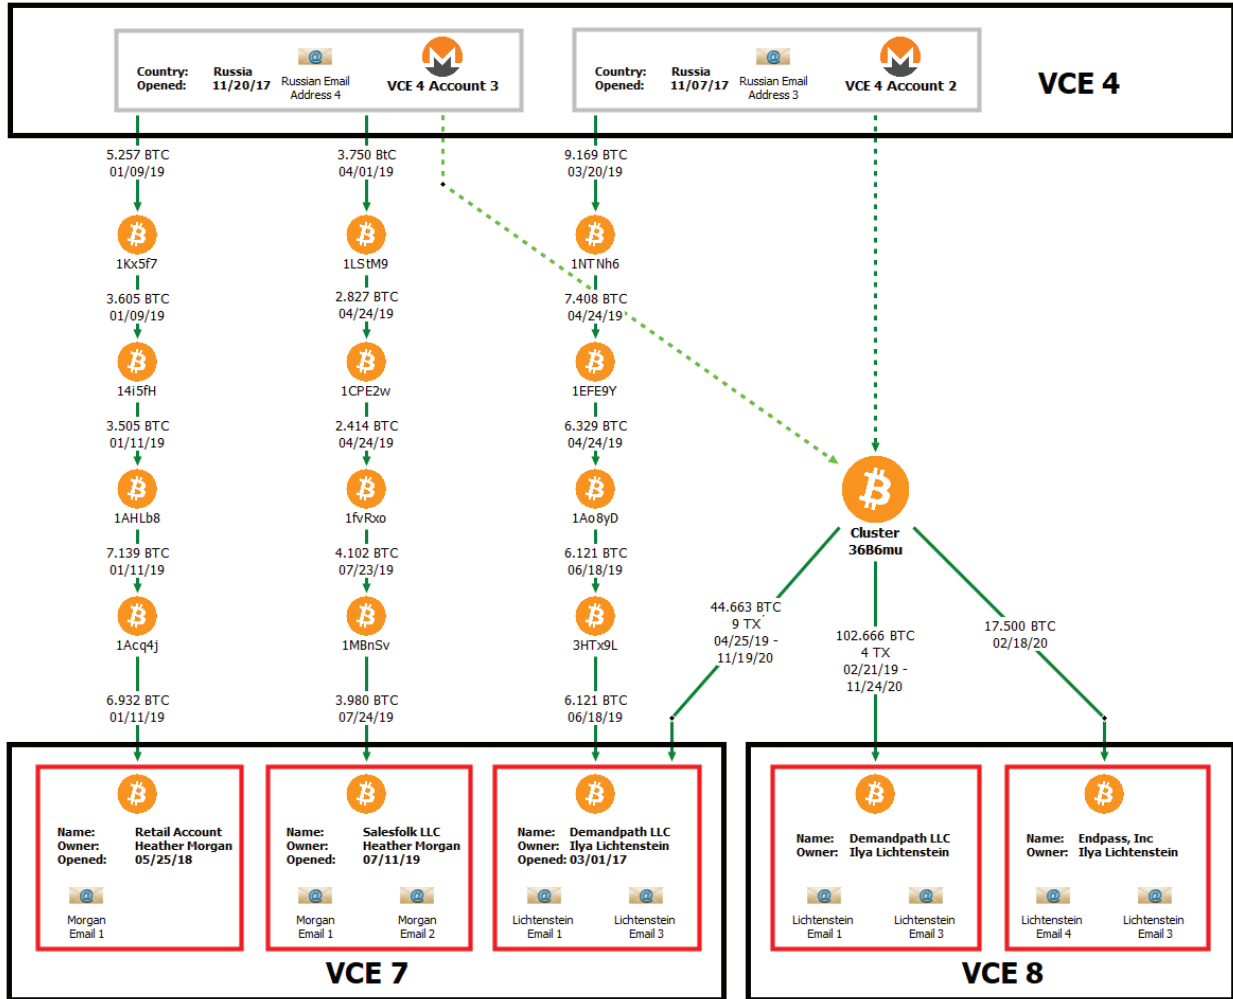 Country: Russia
Opened: 11/20/17
Russian Email
Address 4
VCE 4 Account 3
Country: Russia
Opened: 11/07/17
Russian Email
Address 3
VCE 4 Account 2
VCE 4
5.257 BTC
01/09/19
3.750 BtC
04/01/19
9.169 BTC
03/20/19
1Kx5f7
1LStM9
1NTNh6
3.605 BTC
01/09/19
2.827 BTC
04/24/19
7.408 BTC
04/24/19
14i5fH
1CPE2w
1EFE9Y
3.505 BTC
01/11/19
2.414 BTC
04/24/19
6.329 BTC
04/24/19
1AHLb8
1fvRxo
1Ao8yD
Cluster
36B6mu
7.139 BTC
01/11/19
4.102 BTC
07/23/19
6.121 BTC
06/18/19
1Acq4j
1MBnSv
3HTx9L
44.663 BTC
9 TX
04/25/19 -
11/19/20
102.666 BTC
4 TX
02/21/19 -
11/24/20
17.500 BTC
02/18/20
6.932 BTC
01/11/19
3.980 BTC
07/24/19
6.121 BTC
06/18/19
Name: Retail Account
Owner: Heather Morgan
Opened: 05/25/18
Morgan
Email 1
Name: Salesfolk LLC
Owner: Heather Morgan
Opened: 07/11/19
Morgan
Email 1
Morgan
Email 2
Name: Demandpath LLC
Owner: Ilya Lichtenstein
Opened: 03/01/17
Lichtenstein
Email 1
Lichtenstein
Email 3
VCE 7
Name: Demandpath LLC
Owner: Ilya Lichtenstein
Lichtenstein
Email 1
Lichtenstein
Email 3
Name: Endpass, Inc
Owner: Ilya Lichtenstein
Lichtenstein
Email 4
Lichtenstein
Email 3
VCE 8